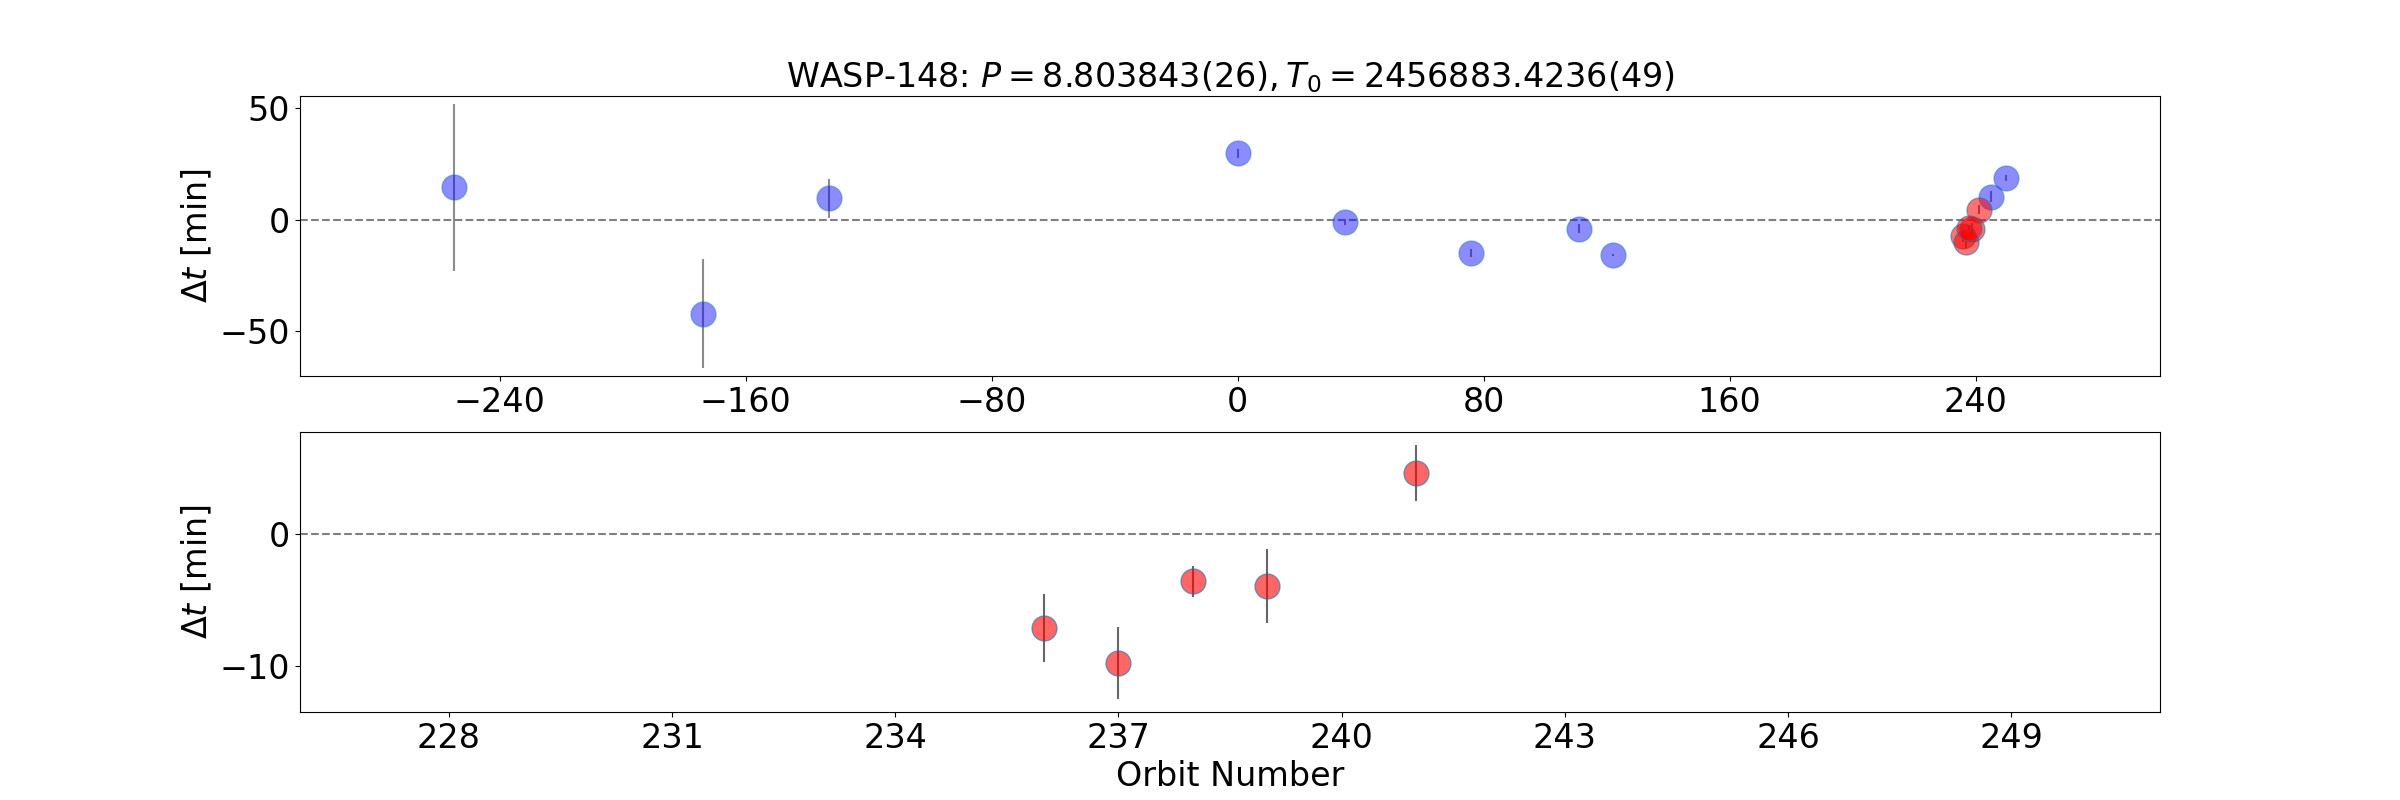 WASP-148: P = 8.803843(26), T₀ = 2456883.4236(49)
50
0
−50
Δt [min]
−240 −160 −80 0 80 160 240
0
−10
Δt [min]
228 231 234 237 240 243 246 249
Orbit Number